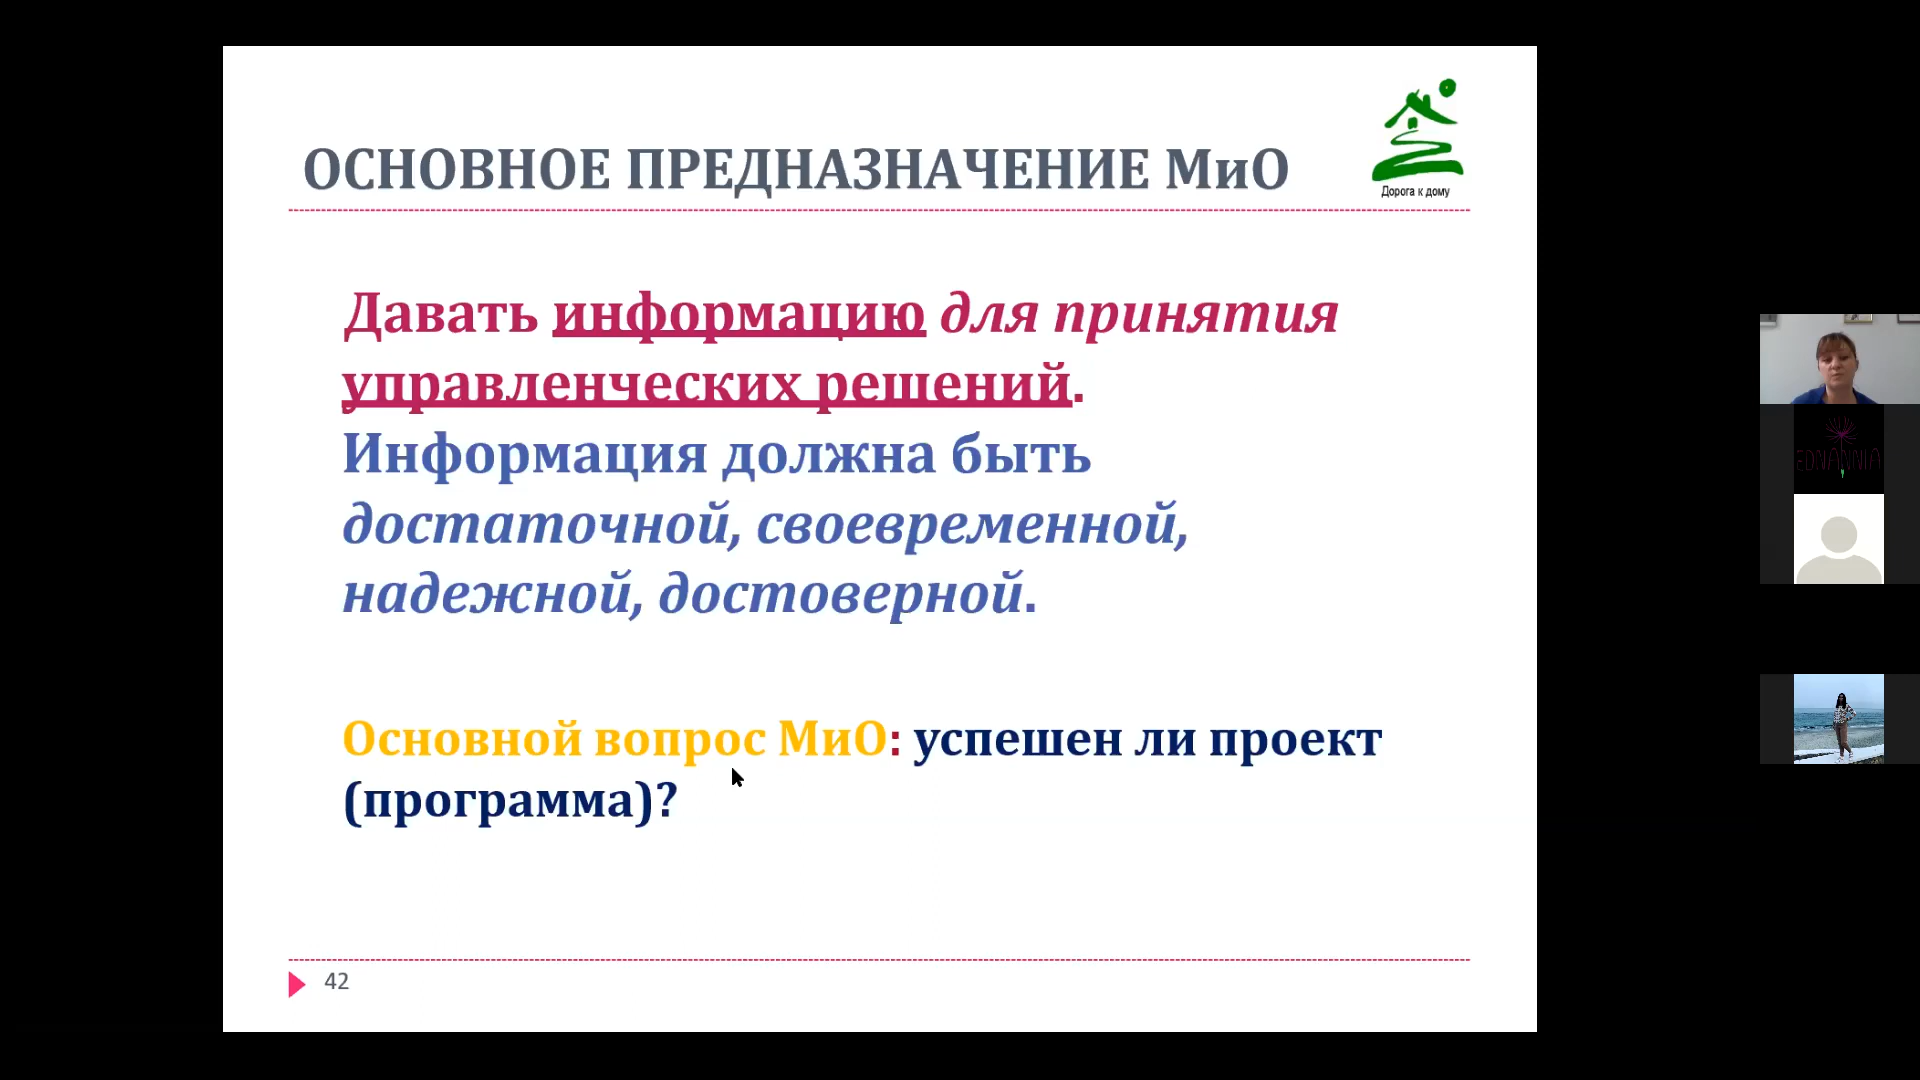 ОСНОВНОЕ ПРЕДНАЗНАЧЕНИЕ МиО
Дорога к дому
Давать информацию для принятия
управленческих решений.
Информация должна быть
достаточной, своевременной,
надежной, достоверной.
Основной вопрос МиО: успешен ли проект
(программа)?
42
EDNANNIA